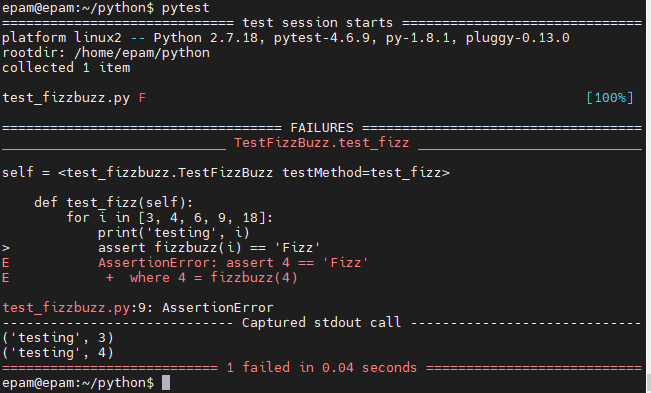 epam@epam:~/python$ pytest
============================= test session starts ==============================
platform linux2 -- Python 2.7.18, pytest-4.6.9, py-1.8.1, pluggy-0.13.0
rootdir: /home/epam/python
collected 1 item
test_fizzbuzz.py F [100%]
=================================== FAILURES ===================================
____________________________ TestFizzBuzz.test_fizz ____________________________
self = <test_fizzbuzz.TestFizzBuzz testMethod=test_fizz>
def test_fizz(self):
for i in [3, 4, 6, 9, 18]:
print('testing', i)
> assert fizzbuzz(i) == 'Fizz'
E AssertionError: assert 4 == 'Fizz'
E + where 4 = fizzbuzz(4)
test_fizzbuzz.py:9: AssertionError
----------------------------- Captured stdout call -----------------------------
('testing', 3)
('testing', 4)
=========================== 1 failed in 0.04 seconds ===========================
epam@epam:~/python$